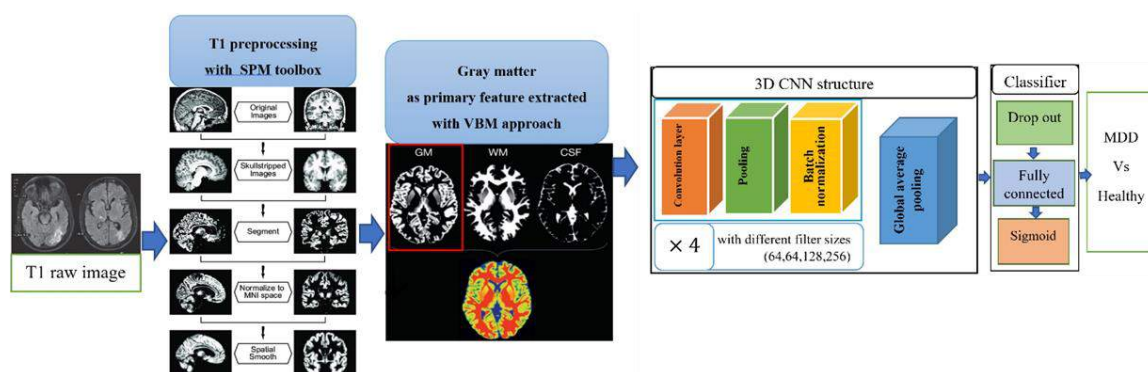 T1 raw image
T1 preprocessing
with SPM toolbox
Original
Images
Skullstripped
Images
Segment
Normalize to
MNI space
Spatial
Smooth
Gray matter
as primary feature extracted
with VBM approach
GM
WM
CSF
3D CNN structure
Convolution layer
Pooling
Batch
normalization
Global average
pooling
× 4
with different filter sizes
(64,64,128,256)
Classifier
Drop out
Fully
connected
Sigmoid
MDD
Vs
Healthy